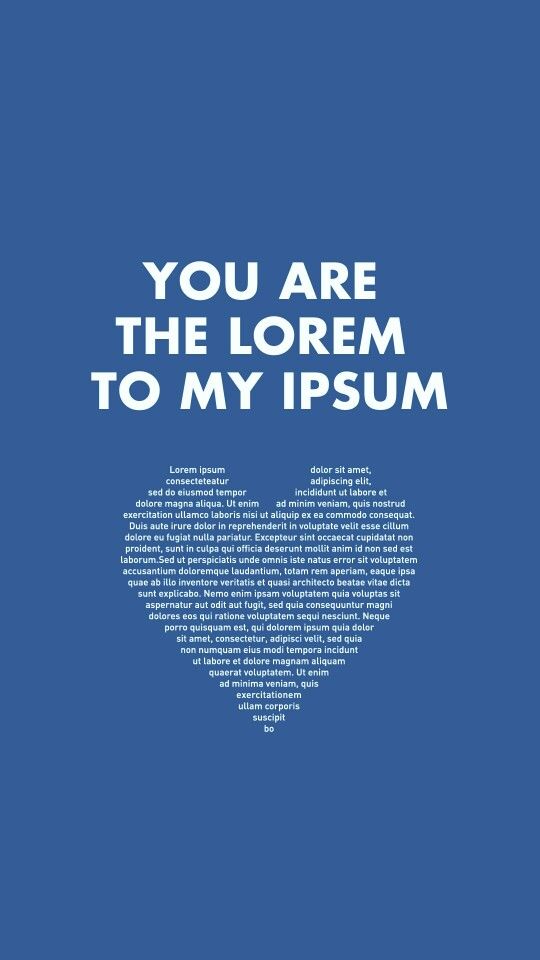 YOU ARE
THE LOREM
TO MY IPSUM
Lorem ipsum dolor sit amet,
consecteteatur adipiscing elit,
sed do eiusmod tempor incididunt ut labore et
dolore magna aliqua. Ut enim ad minim veniam, quis nostrud
exercitation ullamco laboris nisi ut aliquip ex ea commodo consequat.
Duis aute irure dolor in reprehenderit in voluptate velit esse cillum
dolore eu fugiat nulla pariatur. Excepteur sint occaecat cupidatat non
proident, sunt in culpa qui officia deserunt mollit anim id non sed est
laborum.Sed ut perspiciatis unde omnis iste natus error sit voluptatem
accusantium doloremque laudantium, totam rem aperiam, eaque ipsa
quae ab illo inventore veritatis et quasi architecto beatae vitae dicta
sunt explicabo. Nemo enim ipsam voluptatem quia voluptas sit
aspernatur aut odit aut fugit, sed quia consequuntur magni
dolores eos qui ratione voluptatem sequi nesciunt. Neque
porro quisquam est, qui dolorem ipsum quia dolor
sit amet, consectetur, adipisci velit, sed quia
non numquam eius modi tempora incidunt
ut labore et dolore magnam aliquam
quaerat voluptatem. Ut enim
ad minima veniam, quis
exercitationem
ullam corporis
suscipit
bo